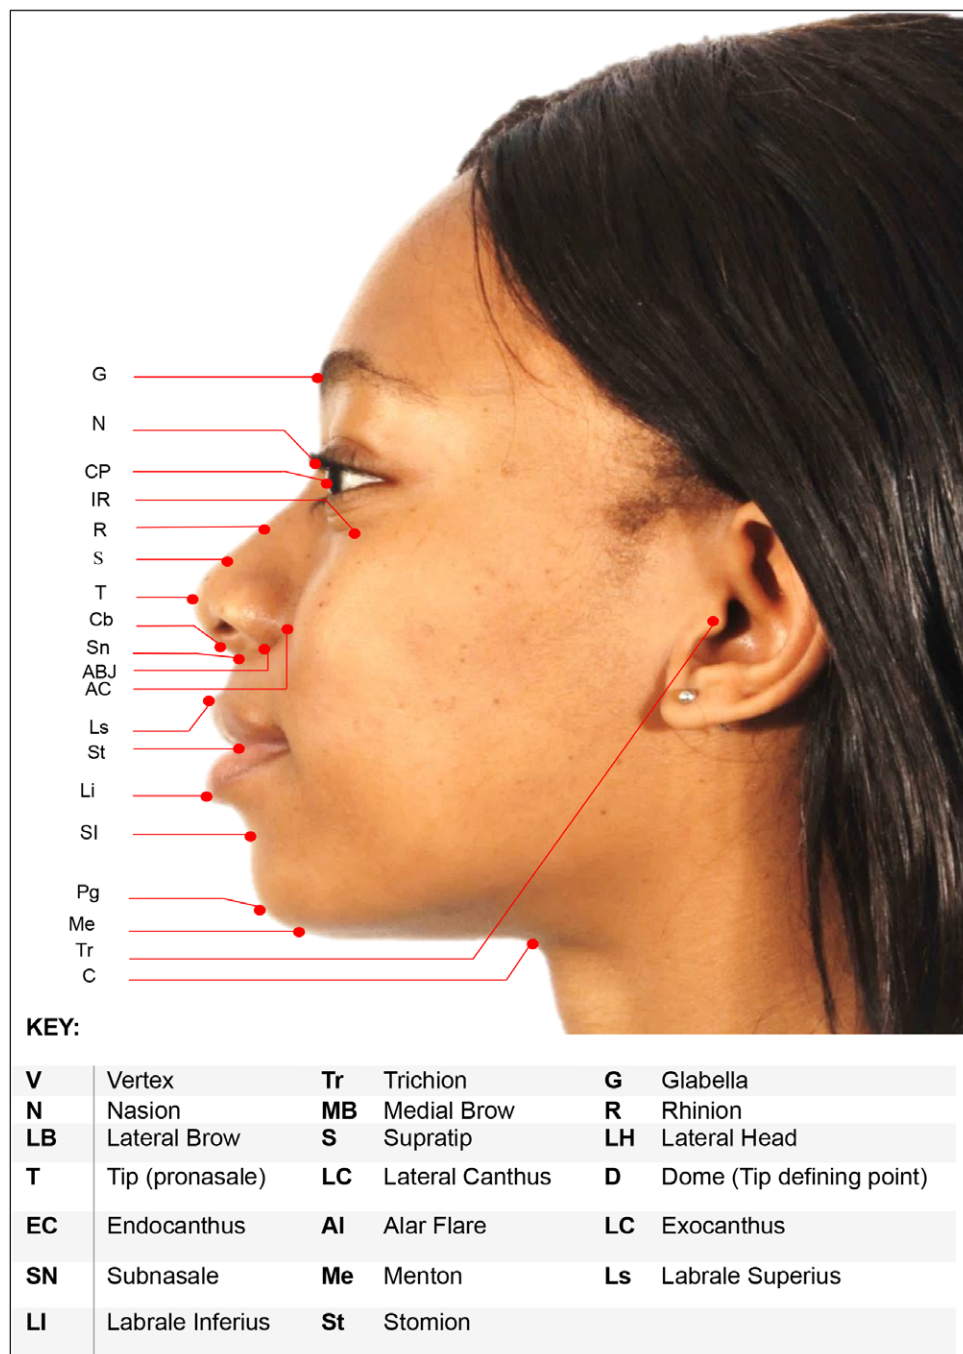 G
N
CP
IR
R
S
T
Cb
Sn
ABJ
AC
Ls
St
Li
SI
Pg
Me
Tr
C
KEY:
V Vertex Tr Trichion G Glabella
N Nasion MB Medial Brow R Rhinion
LB Lateral Brow S Supratip LH Lateral Head
T Tip (pronasale) LC Lateral Canthus D Dome (Tip defining point)
EC Endocanthus Al Alar Flare LC Exocanthus
SN Subnasale Me Menton Ls Labrale Superius
LI Labrale Inferius St Stomion